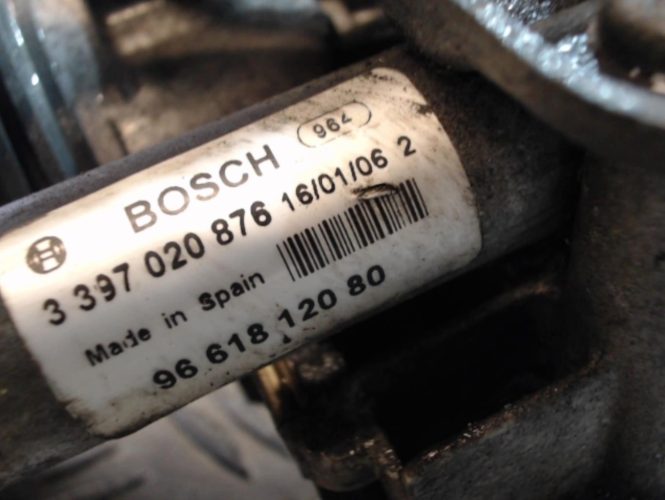 BOSCH 964
3 397 020 876 16/01/06 2
Made in Spain
96 618 120 80